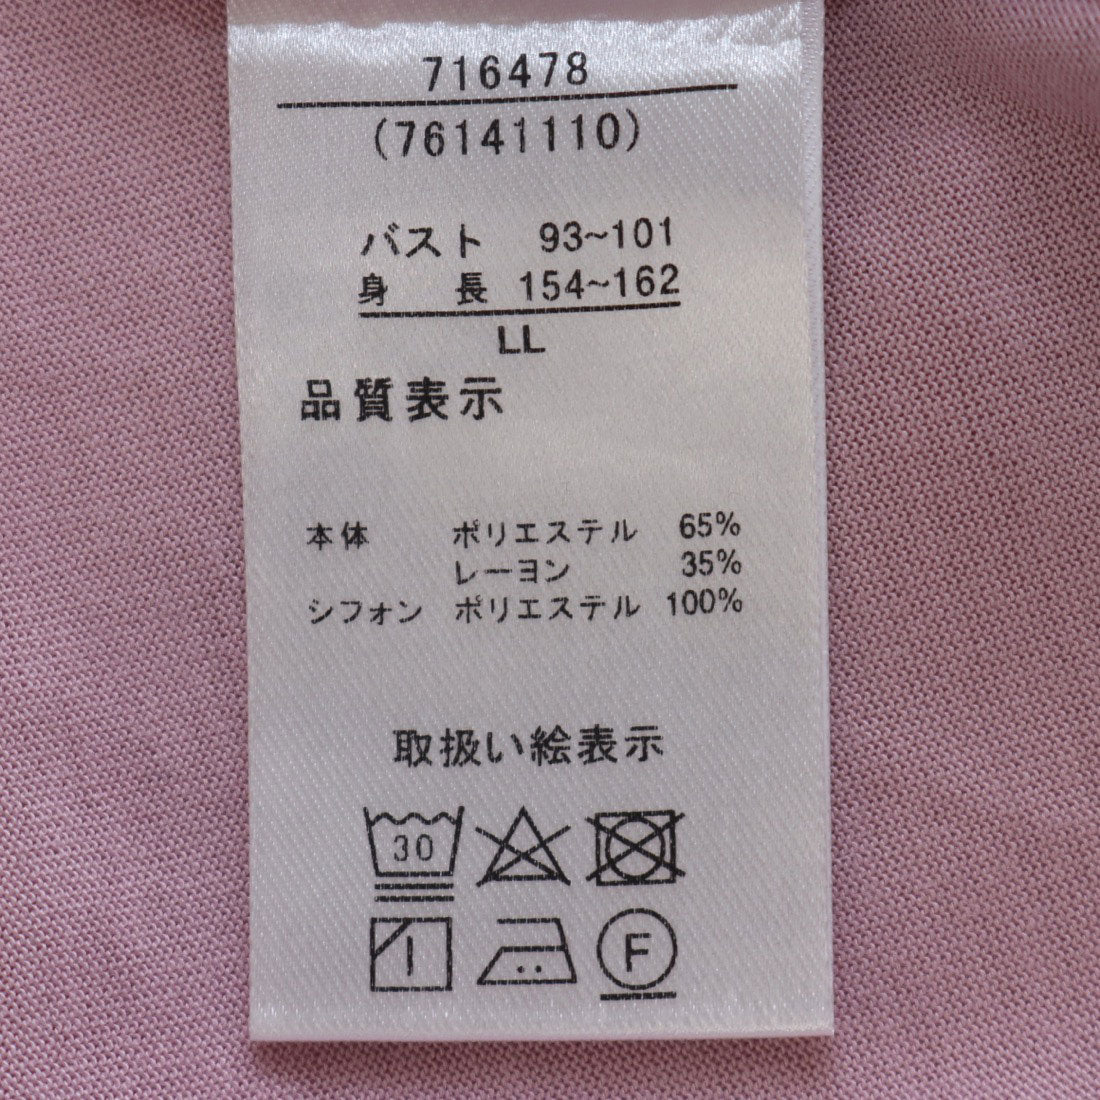 716478
(76141110)
バスト 93~101
身 長 154~162
LL
品質表示
本体 ポリエステル 65%
レーヨン 35%
シフォン ポリエステル 100%
取扱い絵表示
30
F